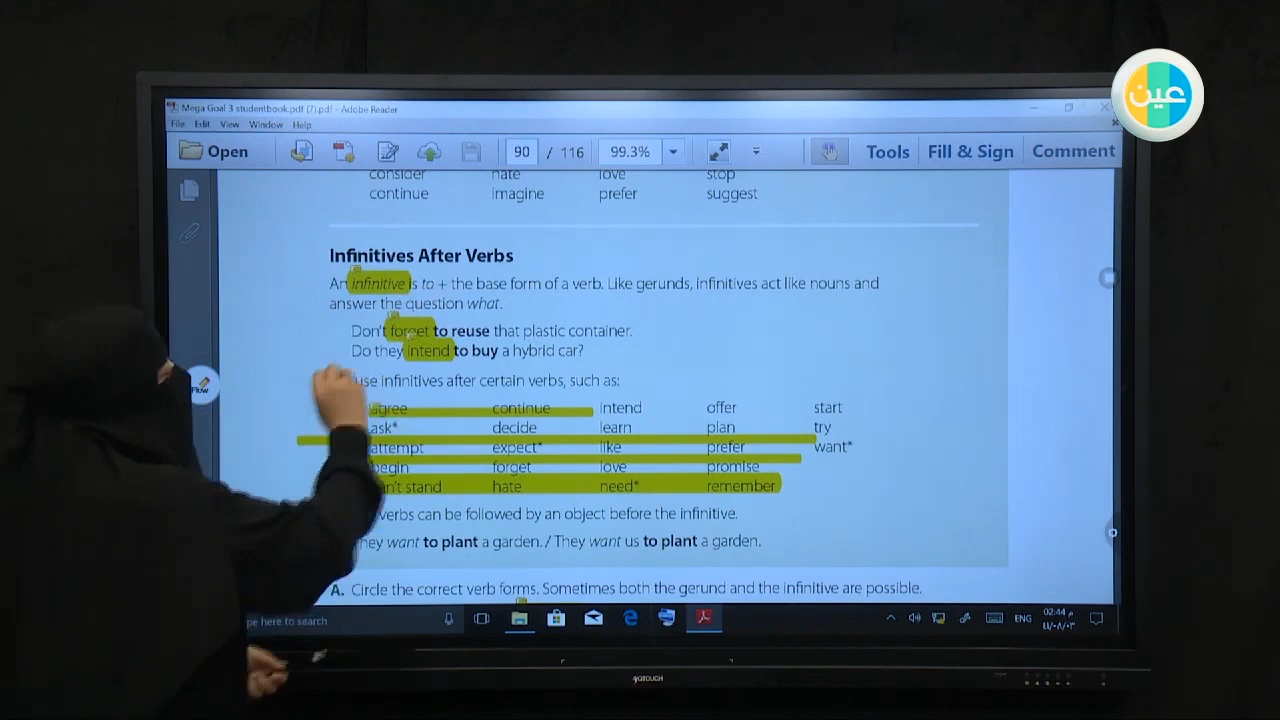 عين
Mega Goal 3 studentbook.pdf (7).pdf - Adobe Reader
File Edit View Window Help
Open 90 / 116 99.3% Tools Fill & Sign Comment
consider hate love stop
continue imagine prefer suggest
Infinitives After Verbs
An infinitive is to + the base form of a verb. Like gerunds, infinitives act like nouns and
answer the question what.
Don't forget to reuse that plastic container.
Do they intend to buy a hybrid car?
use infinitives after certain verbs, such as:
agree continue intend offer start
ask* decide learn plan try
attempt expect* like prefer want*
begin forget love promise
can't stand hate need* remember
verbs can be followed by an object before the infinitive.
They want to plant a garden. / They want us to plant a garden.
A. Circle the correct verb forms. Sometimes both the gerund and the infinitive are possible.
Flow
pe here to search
ENG
02:44 م